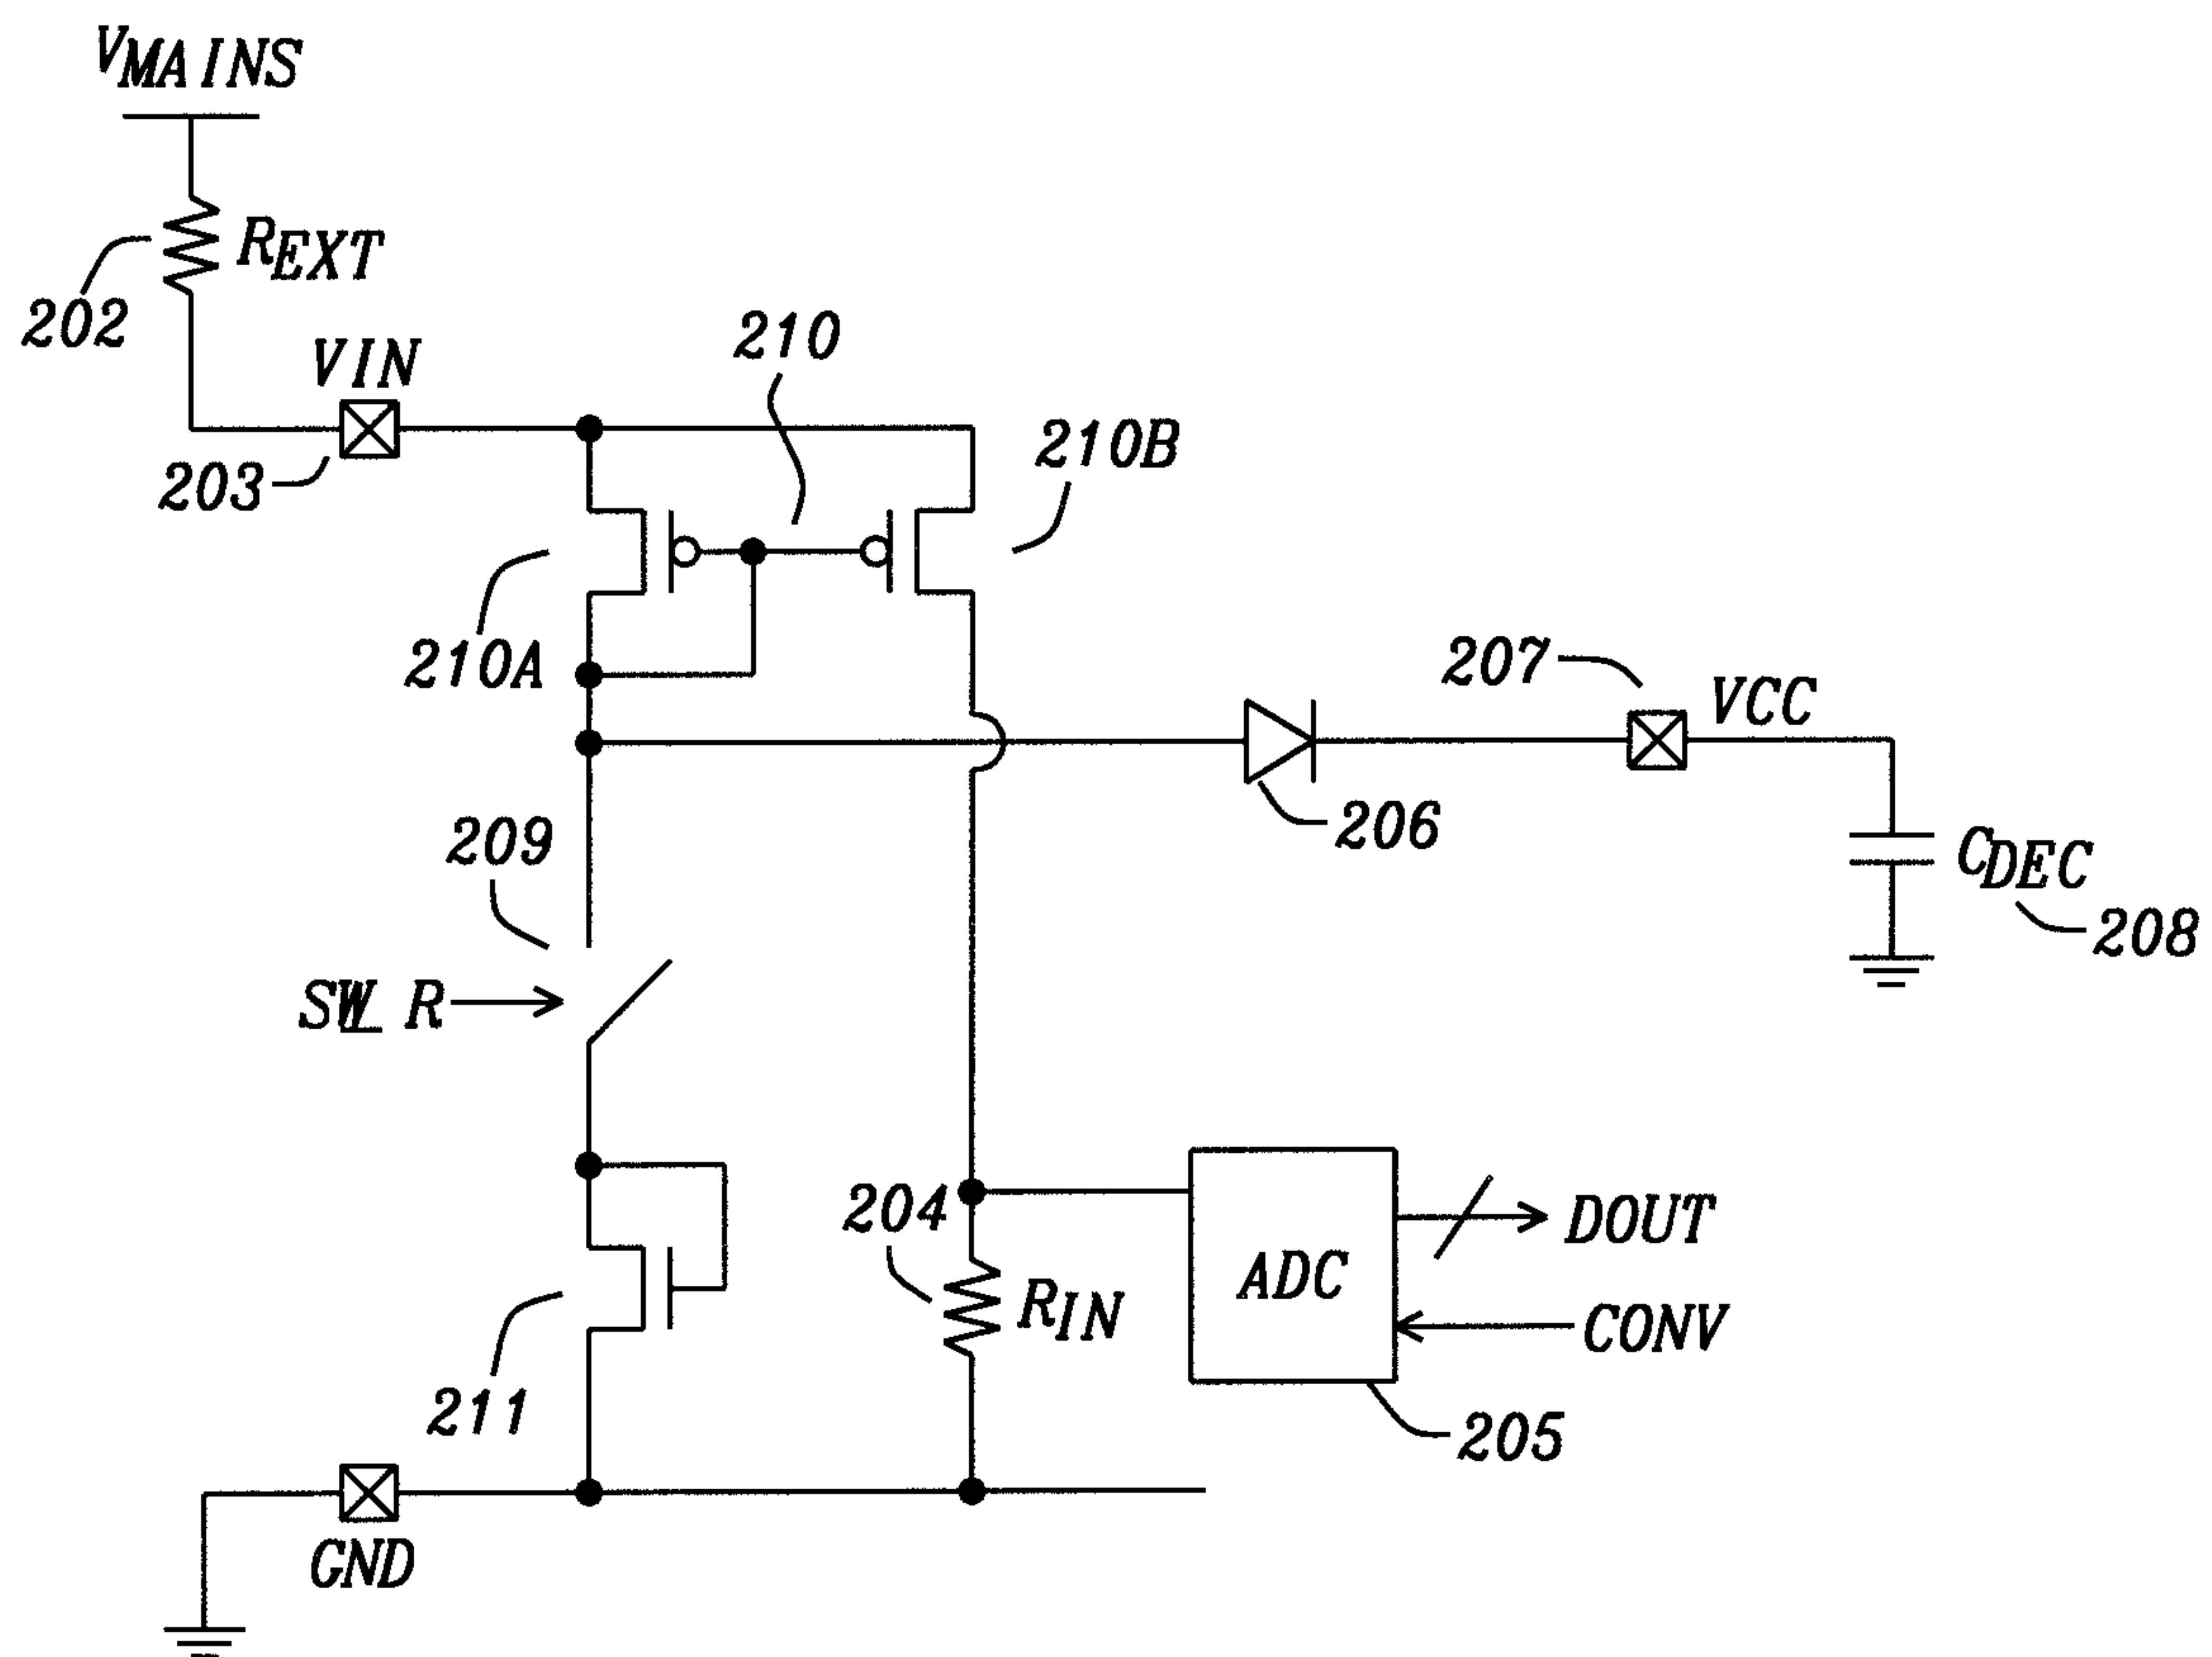 VMAINS
REXT
202
VIN
203
210
210B
210A
207
VCC
206
209
CDEC
208
SW_R
204
RIN
ADC
DOUT
CONV
205
211
GND